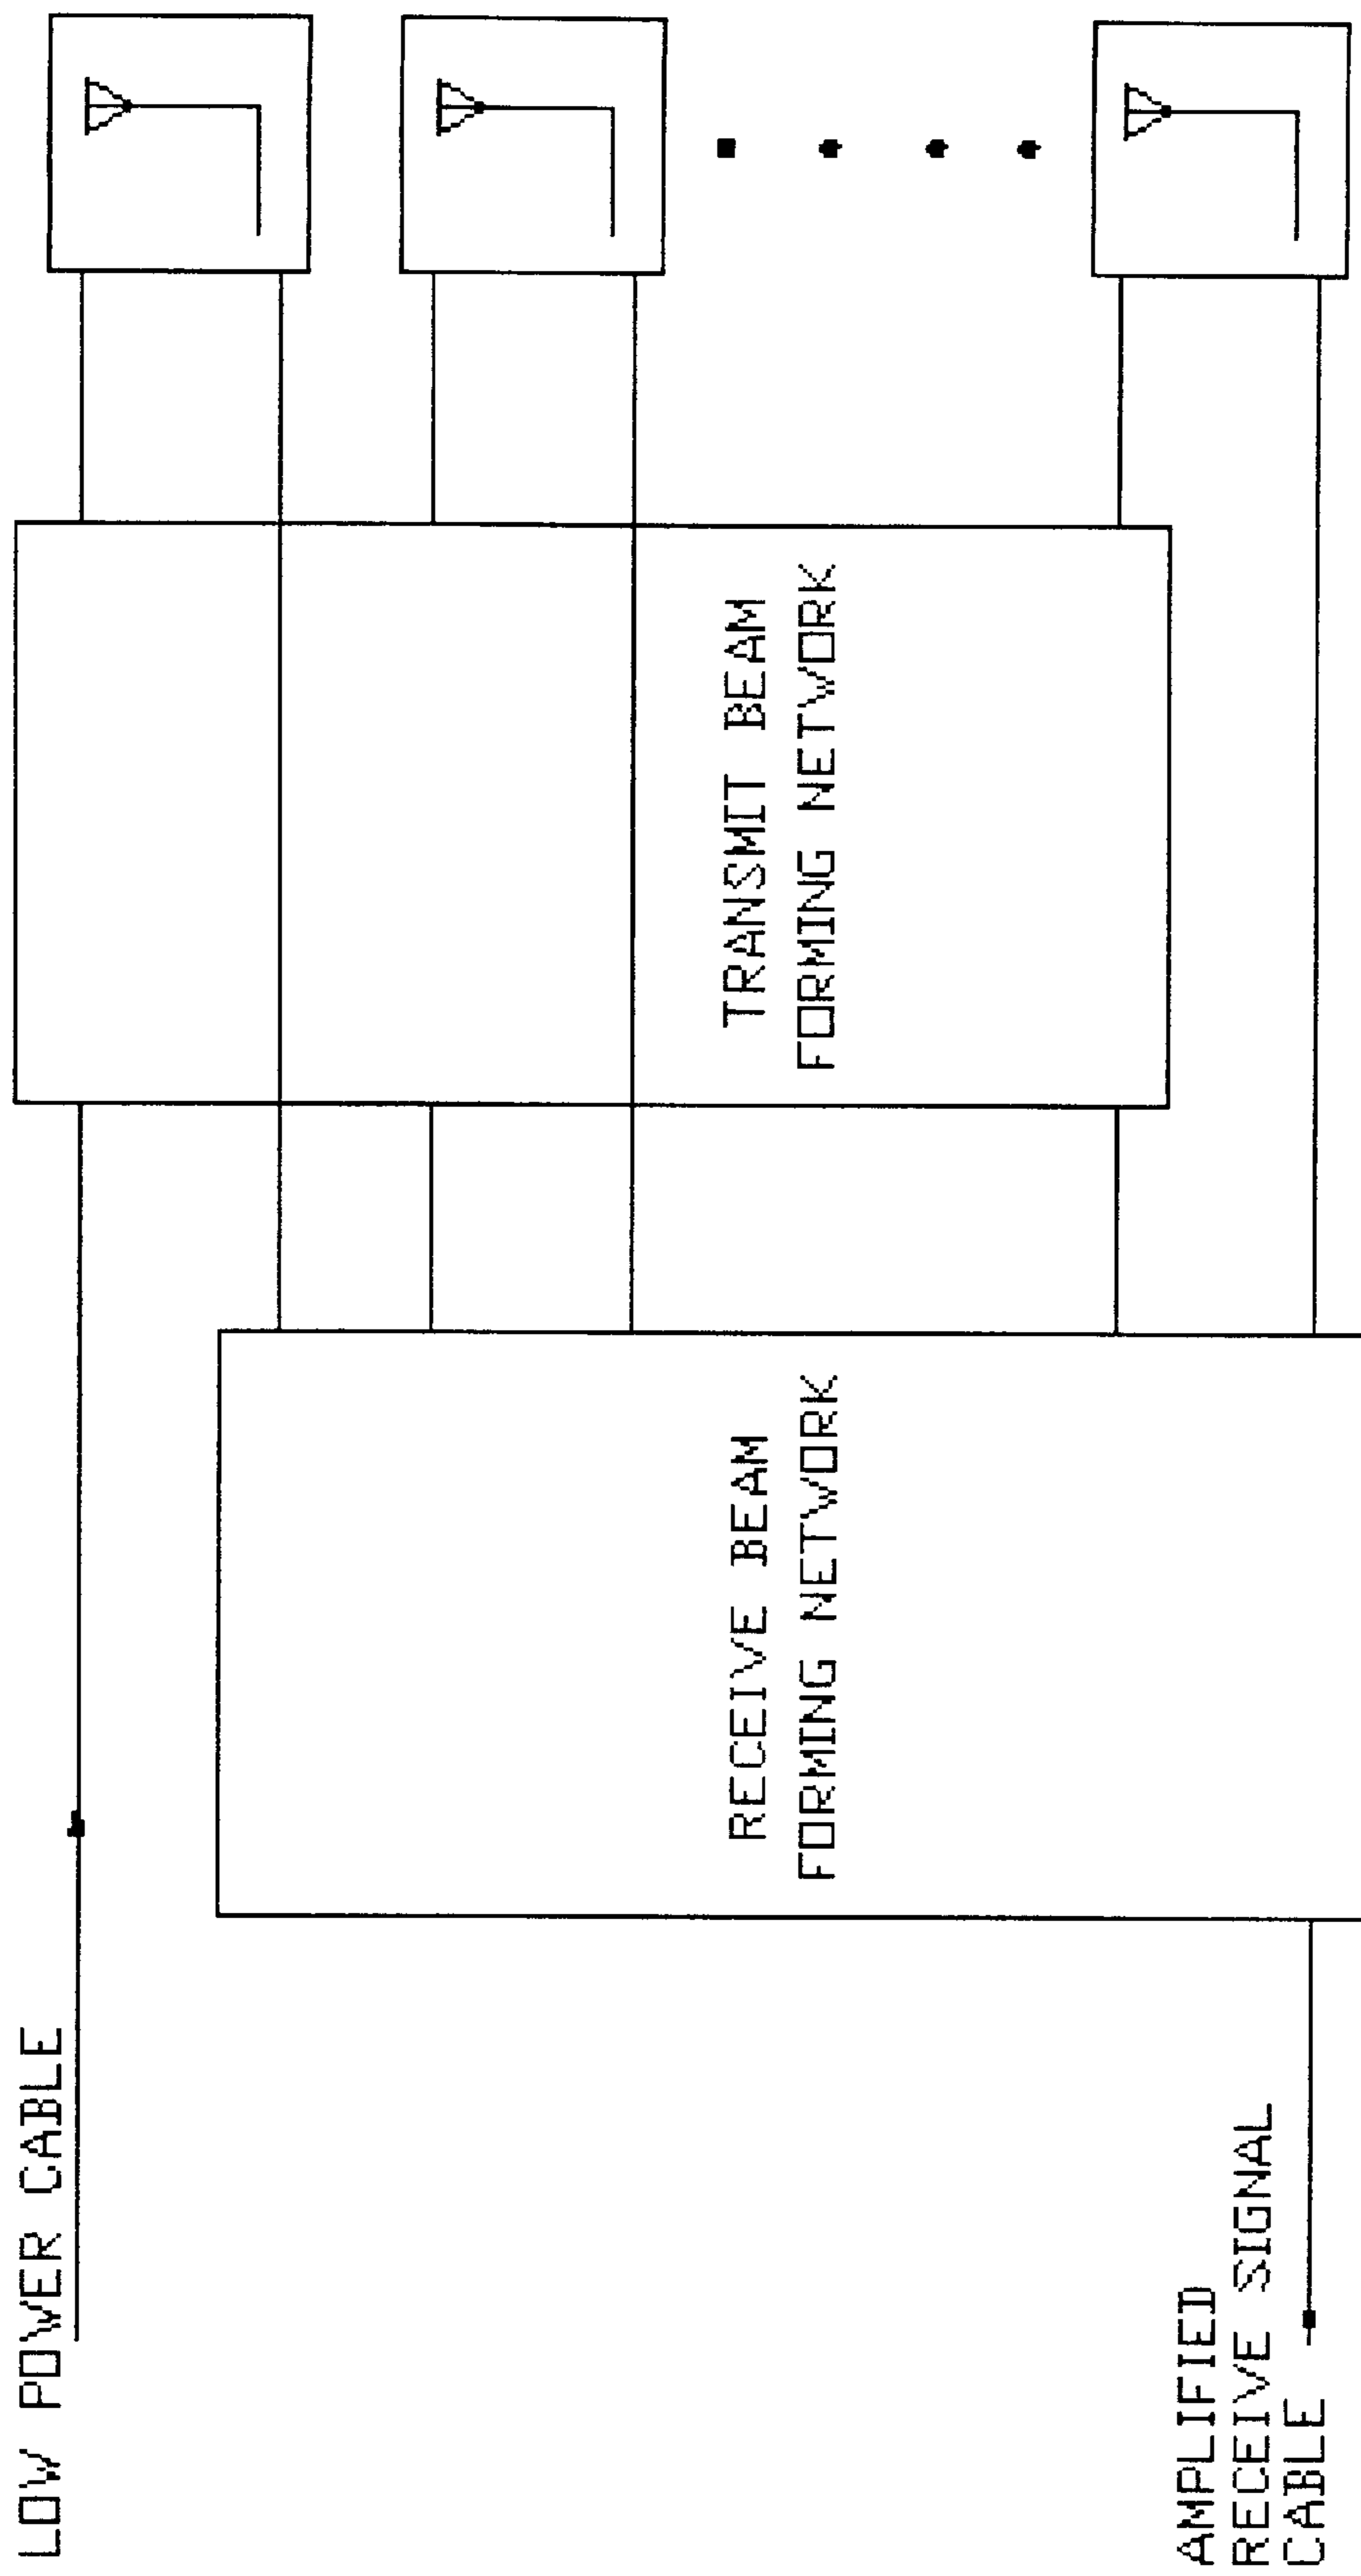 LOW POWER CABLE
AMPLIFIED
RECEIVE SIGNAL
CABLE
RECEIVE BEAM
FORMING NETWORK
TRANSMIT BEAM
FORMING NETWORK